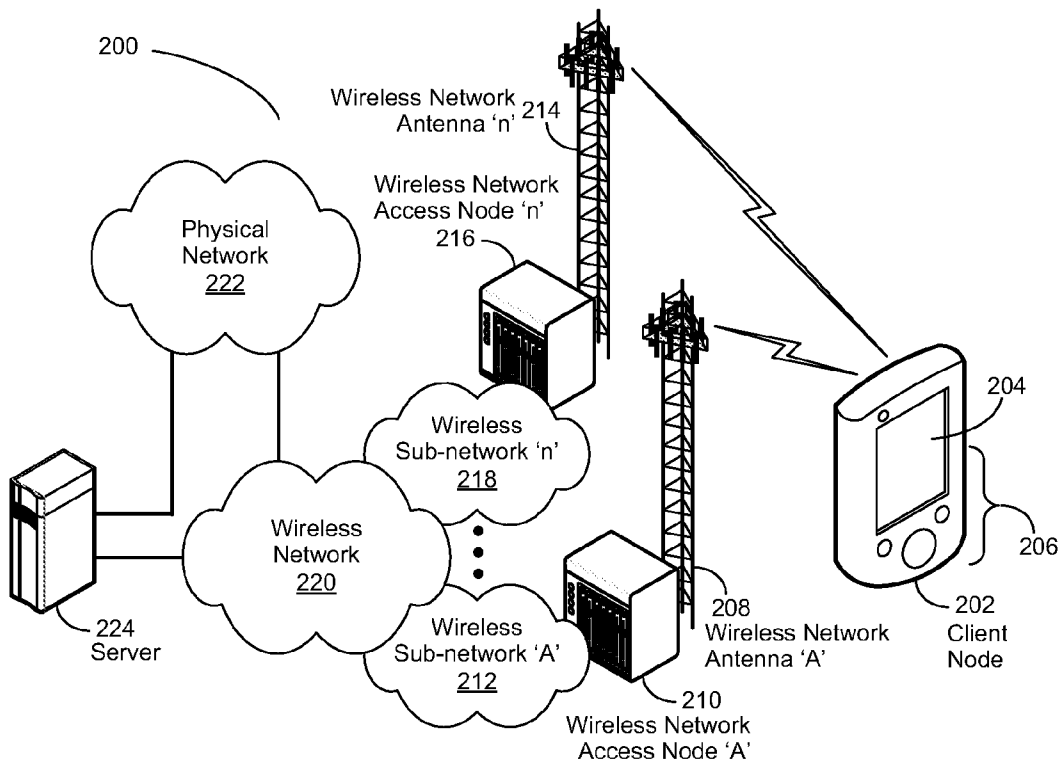 200
Wireless Network
Antenna 'n'
214
Wireless Network
Access Node 'n'
216
Physical
Network
222
Wireless
Sub-network 'n'
218
204
Wireless
Network
220
206
224
Server
Wireless
Sub-network 'A'
212
208
Wireless Network
Antenna 'A'
202
Client
Node
210
Wireless Network
Access Node 'A'